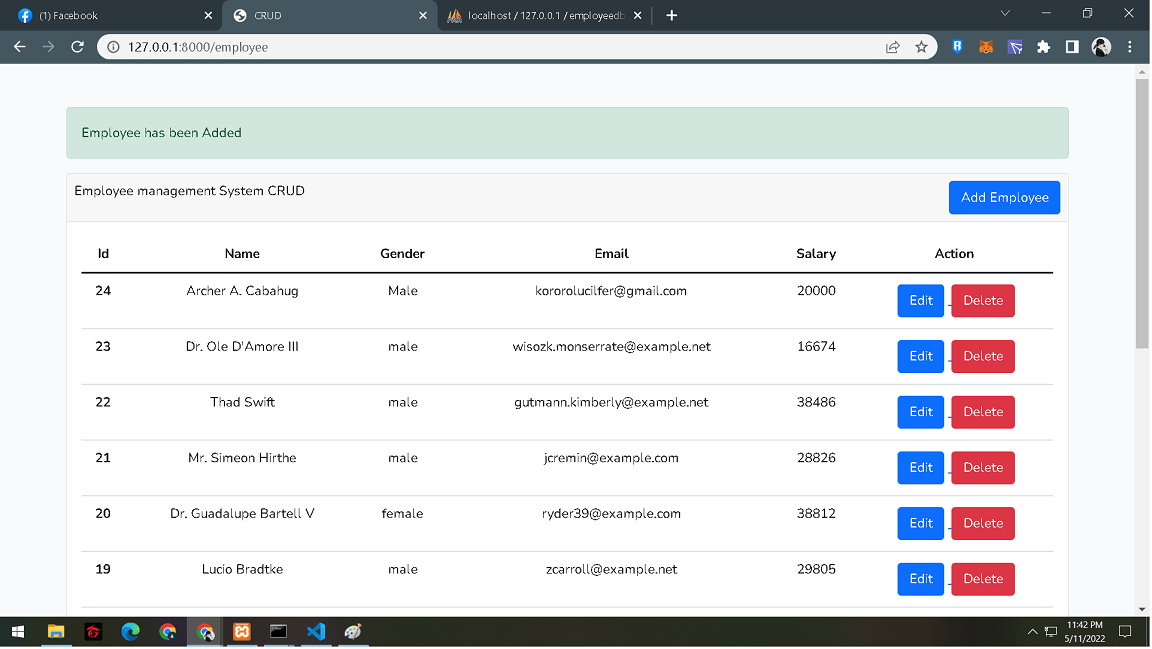 (1) Facebook
CRUD
localhost / 127.0.0.1 / employeedb
127.0.0.1:8000/employee
Employee has been Added
Employee management System CRUD
Add Employee
Id Name Gender Email Salary Action
24 Archer A. Cabahug Male kororolucilfer@gmail.com 20000 Edit Delete
23 Dr. Ole D'Amore III male wisozk.monserrate@example.net 16674 Edit Delete
22 Thad Swift male gutmann.kimberly@example.net 38486 Edit Delete
21 Mr. Simeon Hirthe male jcremin@example.com 28826 Edit Delete
20 Dr. Guadalupe Bartell V female ryder39@example.com 38812 Edit Delete
19 Lucio Bradtke male zcarroll@example.net 29805 Edit Delete
11:42 PM
5/11/2022